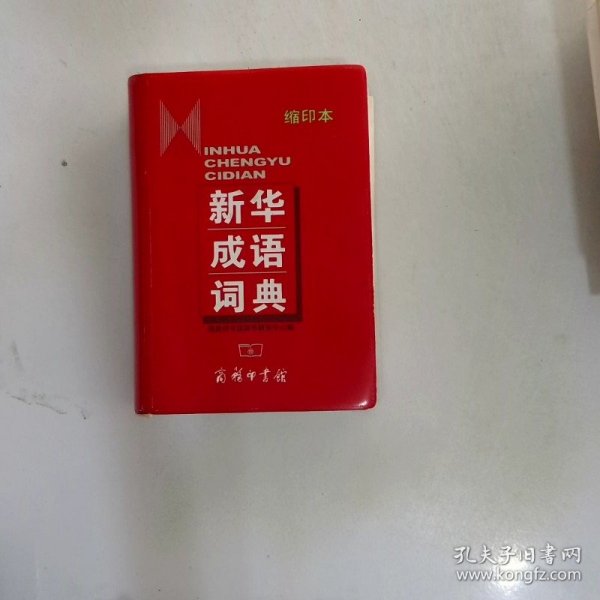 缩印本
INHUA
CHENGYU
CIDIAN
新华
成语
词典
商务印书馆
孔夫子旧书网
www.kongfz.com